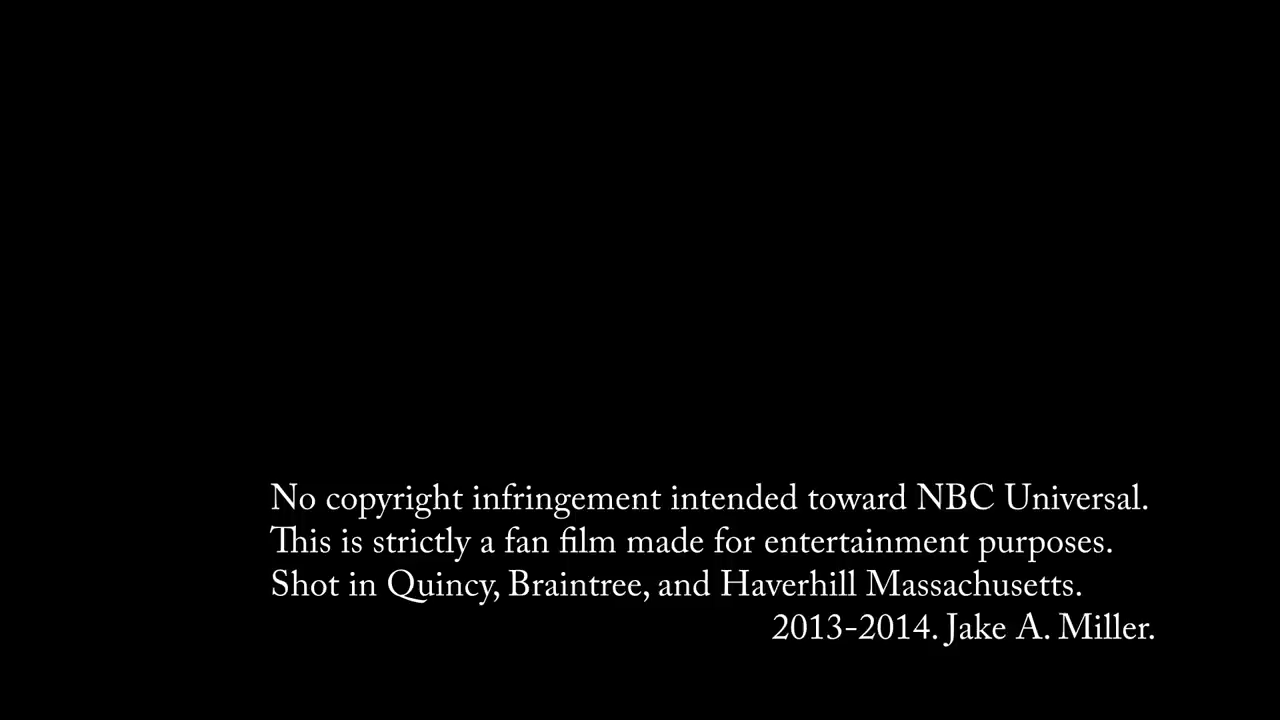 No copyright infringement intended toward NBC Universal.
This is strictly a fan film made for entertainment purposes.
Shot in Quincy, Braintree, and Haverhill Massachusetts.
2013-2014. Jake A. Miller.